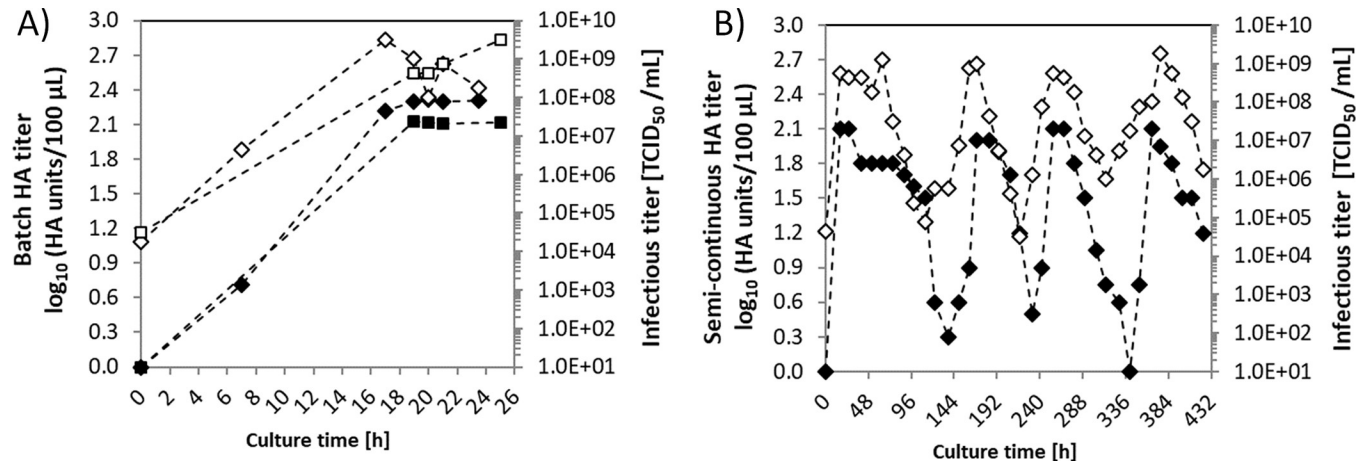 A)
Batch HA titer
log10 (HA units/100 µL)
3.0
2.7
2.4
2.1
1.8
1.5
1.2
0.9
0.6
0.3
0.0
1.0E+10
1.0E+09
1.0E+08
1.0E+07
1.0E+06
1.0E+05
1.0E+04
1.0E+03
1.0E+02
1.0E+01
Infectious titer [TCID50/mL]
0 2 4 6 8 10 12 14 16 18 20 22 24 26
Culture time [h]
B)
Semi-continuous HA titer
log10 (HA units/100 µL)
3.0
2.7
2.4
2.1
1.8
1.5
1.2
0.9
0.6
0.3
0.0
1.0E+10
1.0E+09
1.0E+08
1.0E+07
1.0E+06
1.0E+05
1.0E+04
1.0E+03
1.0E+02
1.0E+01
Infectious titer [TCID50/mL]
0 48 96 144 192 240 288 336 384 432
Culture time [h]